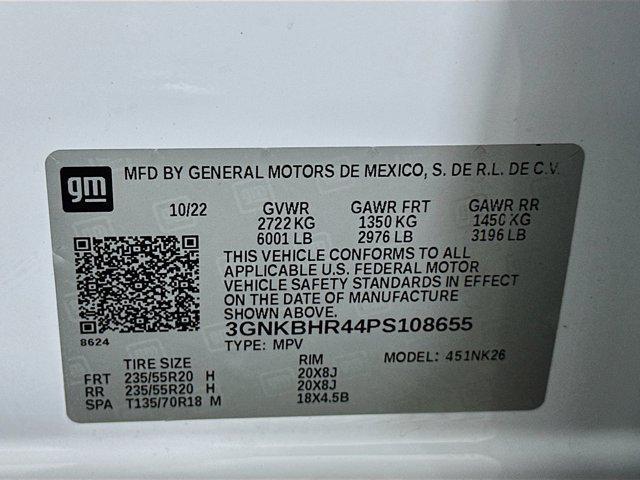 gm
MFD BY GENERAL MOTORS DE MEXICO, S. DE R.L. DE C.V.
10/22 GVWR GAWR FRT GAWR RR
2722 KG 1350 KG 1450 KG
6001 LB 2976 LB 3196 LB
THIS VEHICLE CONFORMS TO ALL
APPLICABLE U.S. FEDERAL MOTOR
VEHICLE SAFETY STANDARDS IN EFFECT
ON THE DATE OF MANUFACTURE
SHOWN ABOVE.
3GNKBHR44PS108655
8624
TYPE: MPV MODEL: 451NK26
TIRE SIZE RIM
FRT 235/55R20 H 20X8J
RR 235/55R20 H 20X8J
SPA T135/70R18 M 18X4.5B